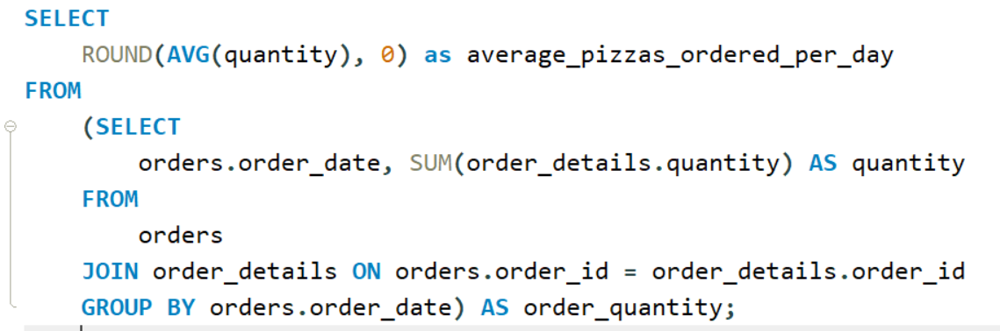 SELECT
ROUND(AVG(quantity), 0) as average_pizzas_ordered_per_day
FROM
(SELECT
orders.order_date, SUM(order_details.quantity) AS quantity
FROM
orders
JOIN order_details ON orders.order_id = order_details.order_id
GROUP BY orders.order_date) AS order_quantity;